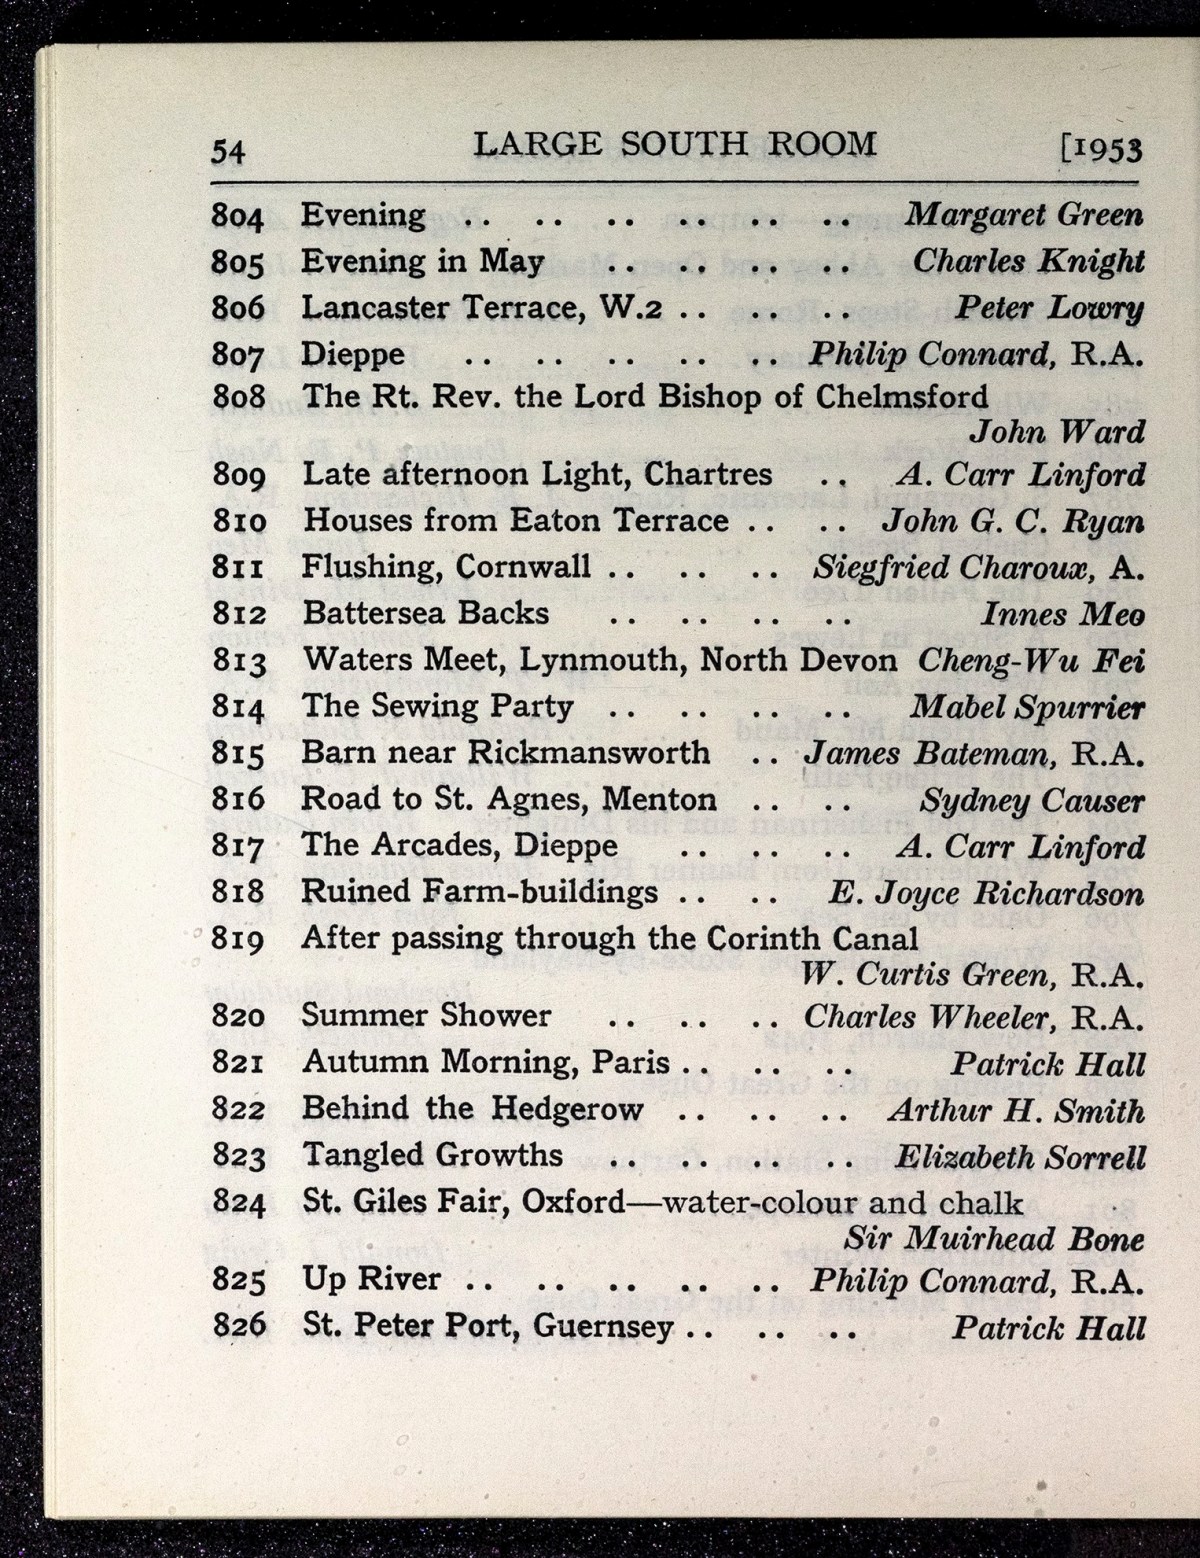 54 LARGE SOUTH ROOM [1953
804 Evening .. .. .. .. .. .. Margaret Green
805 Evening in May .. .. .. .. Charles Knight
806 Lancaster Terrace, W.2 .. .. .. Peter Lowry
807 Dieppe .. .. .. .. .. Philip Connard, R.A.
808 The Rt. Rev. the Lord Bishop of Chelmsford
John Ward
809 Late afternoon Light, Chartres .. A. Carr Linford
810 Houses from Eaton Terrace .. .. John G. C. Ryan
811 Flushing, Cornwall .. .. .. Siegfried Charoux, A.
812 Battersea Backs .. .. .. .. Innes Meo
813 Waters Meet, Lynmouth, North Devon Cheng-Wu Fei
814 The Sewing Party .. .. .. .. Mabel Spurrier
815 Barn near Rickmansworth .. James Bateman, R.A.
816 Road to St. Agnes, Menton .. .. Sydney Causer
817 The Arcades, Dieppe .. .. .. A. Carr Linford
818 Ruined Farm-buildings .. .. E. Joyce Richardson
819 After passing through the Corinth Canal
W. Curtis Green, R.A.
820 Summer Shower .. .. .. Charles Wheeler, R.A.
821 Autumn Morning, Paris .. .. .. Patrick Hall
822 Behind the Hedgerow .. .. .. Arthur H. Smith
823 Tangled Growths .. .. .. .. Elizabeth Sorrell
824 St. Giles Fair, Oxford—water-colour and chalk
Sir Muirhead Bone
825 Up River .. .. .. .. .. Philip Connard, R.A.
826 St. Peter Port, Guernsey .. .. .. Patrick Hall